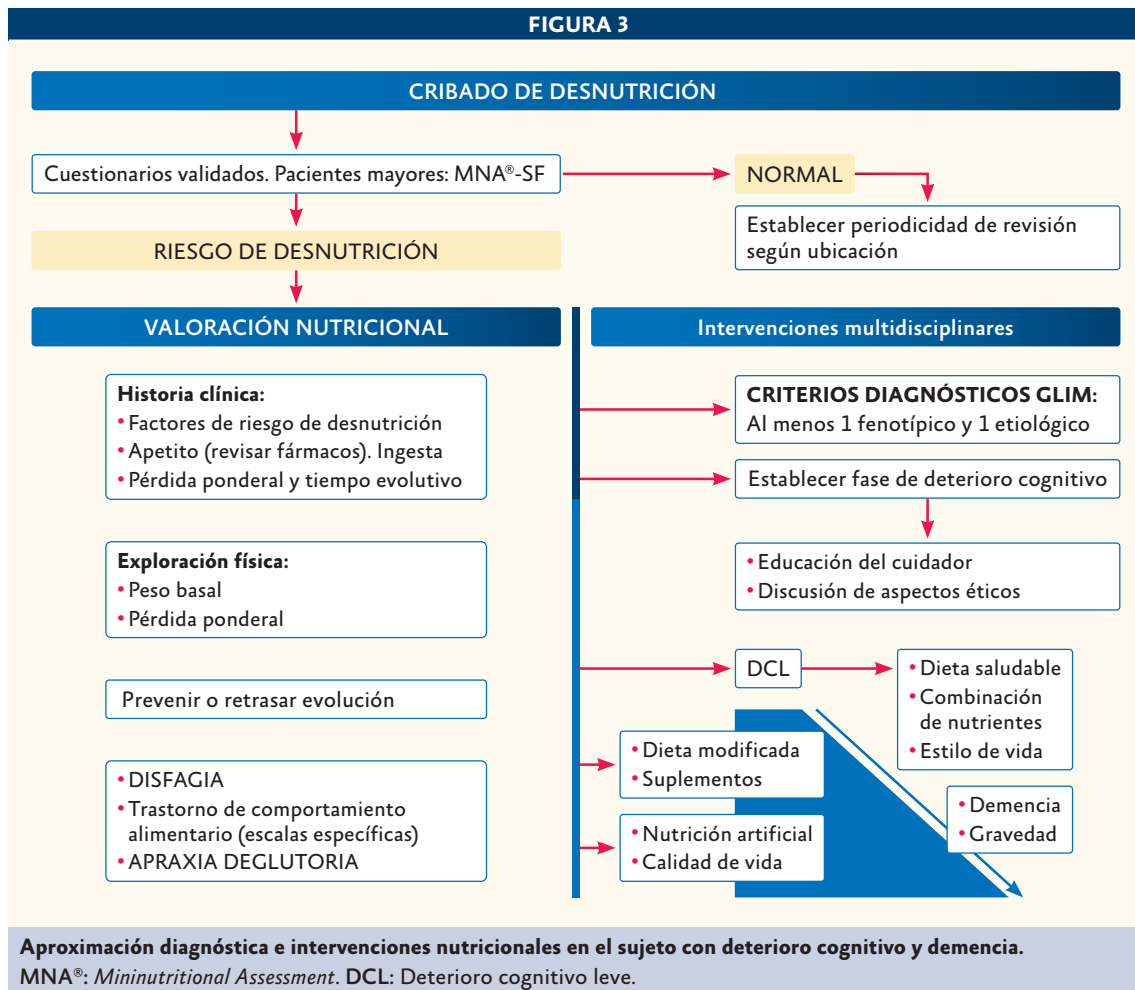 FIGURA 3
CRIBADO DE DESNUTRICIÓN
Cuestionarios validados. Pacientes mayores: MNA®-SF
NORMAL
Establecer periodicidad de revisión
según ubicación
RIESGO DE DESNUTRICIÓN
VALORACIÓN NUTRICIONAL
Historia clínica:
• Factores de riesgo de desnutrición
• Apetito (revisar fármacos). Ingesta
• Pérdida ponderal y tiempo evolutivo
Exploración física:
• Peso basal
• Pérdida ponderal
Prevenir o retrasar evolución
• DISFAGIA
• Trastorno de comportamiento
alimentario (escalas específicas)
• APRAXIA DEGLUTORIA
Intervenciones multidisciplinares
CRITERIOS DIAGNÓSTICOS GLIM:
Al menos 1 fenotípico y 1 etiológico
Establecer fase de deterioro cognitivo
• Educación del cuidador
• Discusión de aspectos éticos
DCL
• Dieta saludable
• Combinación
de nutrientes
• Estilo de vida
• Dieta modificada
• Suplementos
• Demencia
• Gravedad
• Nutrición artificial
• Calidad de vida
Aproximación diagnóstica e intervenciones nutricionales en el sujeto con deterioro cognitivo y demencia.
MNA®: Mininutritional Assessment. DCL: Deterioro cognitivo leve.